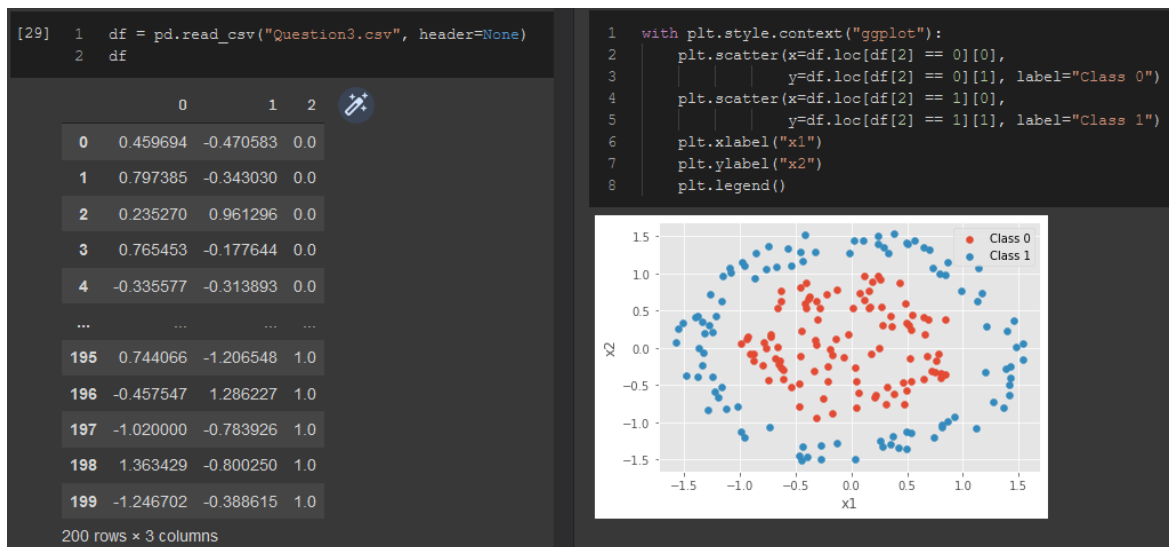 [29] 1 df = pd.read_csv("Question3.csv", header=None)
2 df
0 1 2
0 0.459694 -0.470583 0.0
1 0.797385 -0.343030 0.0
2 0.235270 0.961296 0.0
3 0.765453 -0.177644 0.0
4 -0.335577 -0.313893 0.0
... ... ... ...
195 0.744066 -1.206548 1.0
196 -0.457547 1.286227 1.0
197 -1.020000 -0.783926 1.0
198 1.363429 -0.800250 1.0
199 -1.246702 -0.388615 1.0
200 rows × 3 columns
1 with plt.style.context("ggplot"):
2 plt.scatter(x=df.loc[df[2] == 0][0],
3 y=df.loc[df[2] == 0][1], label="Class 0")
4 plt.scatter(x=df.loc[df[2] == 1][0],
5 y=df.loc[df[2] == 1][1], label="Class 1")
6 plt.xlabel("x1")
7 plt.ylabel("x2")
8 plt.legend()
Class 0
Class 1
1.5
1.0
0.5
0.0
−0.5
−1.0
−1.5
x2
−1.5 −1.0 −0.5 0.0 0.5 1.0 1.5
x1